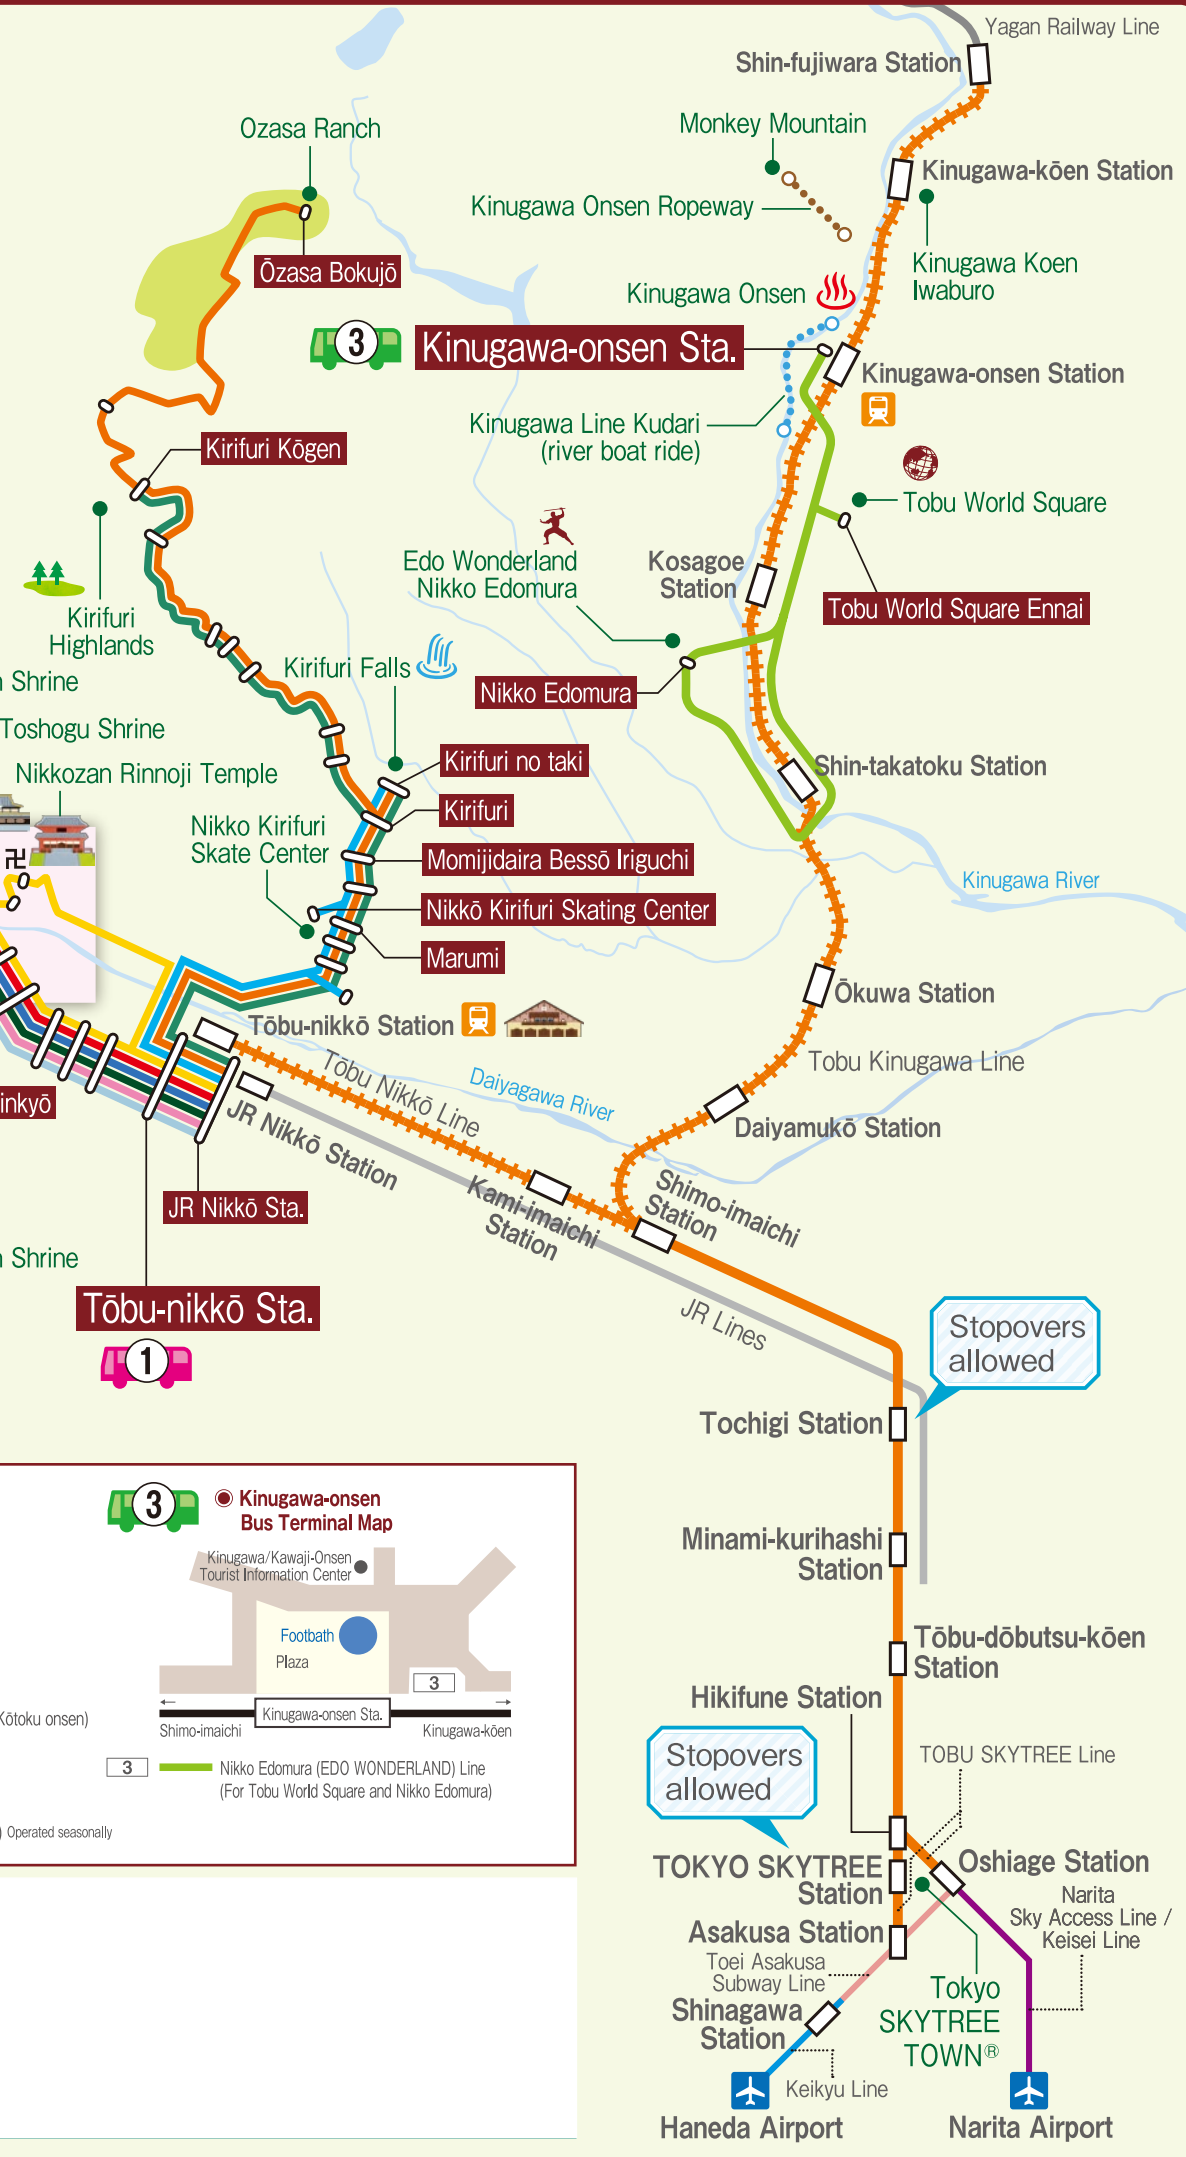 Yagan Railway Line
Shin-fujiwara Station
Ozasa Ranch
Monkey Mountain
Kinugawa-kōen Station
Kinugawa Onsen Ropeway
Ōzasa Bokujō
Kinugawa Koen
Iwaburo
Kinugawa Onsen
3
Kinugawa-onsen Sta.
Kinugawa-onsen Station
Kinugawa Line Kudari
(river boat ride)
Kirifuri Kōgen
Tobu World Square
Edo Wonderland
Nikko Edomura
Kosagoe
Station
Tobu World Square Ennai
Kirifuri
Highlands
Kirifuri Falls
n Shrine
Nikko Edomura
Toshogu Shrine
Kirifuri no taki
Shin-takatoku Station
Nikkozan Rinnoji Temple
Kirifuri
Nikko Kirifuri
Skate Center
卍
Momijidaira Bessō Iriguchi
Kinugawa River
Nikkō Kirifuri Skating Center
Marumi
Ōkuwa Station
Tōbu-nikkō Station
Tōbu Nikkō Line
Tobu Kinugawa Line
Daiyagawa River
inkyō
JR Nikkō Station
Daiyamukō Station
JR Nikkō Sta.
Kami-imaichi
Station
Shimo-imaichi
Station
n Shrine
Tōbu-nikkō Sta.
1
JR Lines
Stopovers
allowed
Tochigi Station
3
Kinugawa-onsen
Bus Terminal Map
Kinugawa/Kawaji-Onsen
Tourist Information Center
Footbath
Plaza
3
Kinugawa-onsen Sta.
Shimo-imaichi
Kinugawa-kōen
Kōtoku onsen)
3
Nikko Edomura (EDO WONDERLAND) Line
(For Tobu World Square and Nikko Edomura)
) Operated seasonally
Minami-kurihashi
Station
Tōbu-dōbutsu-kōen
Station
Hikifune Station
Stopovers
allowed
TOBU SKYTREE Line
TOKYO SKYTREE
Station
Oshiage Station
Narita
Sky Access Line /
Keisei Line
Asakusa Station
Toei Asakusa
Subway Line
Tokyo
SKYTREE
TOWN®
Shinagawa
Station
Keikyu Line
Haneda Airport
Narita Airport